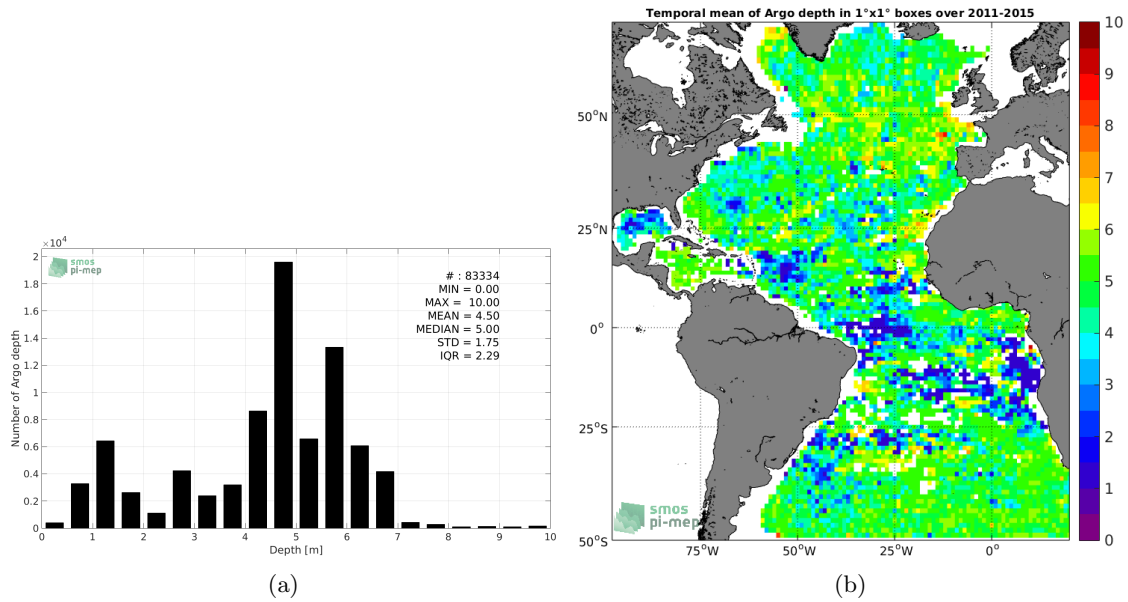 ×10⁴
2
1.8
1.6
1.4
1.2
1
0.8
0.6
0.4
0.2
0
Number of Argo depth
smos
pi-mep
# : 83334
MIN = 0.00
MAX = 10.00
MEAN = 4.50
MEDIAN = 5.00
STD = 1.75
IQR = 2.29
0 1 2 3 4 5 6 7 8 9 10
Depth [m]
(a)
Temporal mean of Argo depth in 1°x1° boxes over 2011-2015
50°N
25°N
0°
25°S
50°S
75°W 50°W 25°W 0°
smos
pi-mep
10
9
8
7
6
5
4
3
2
1
0
(b)